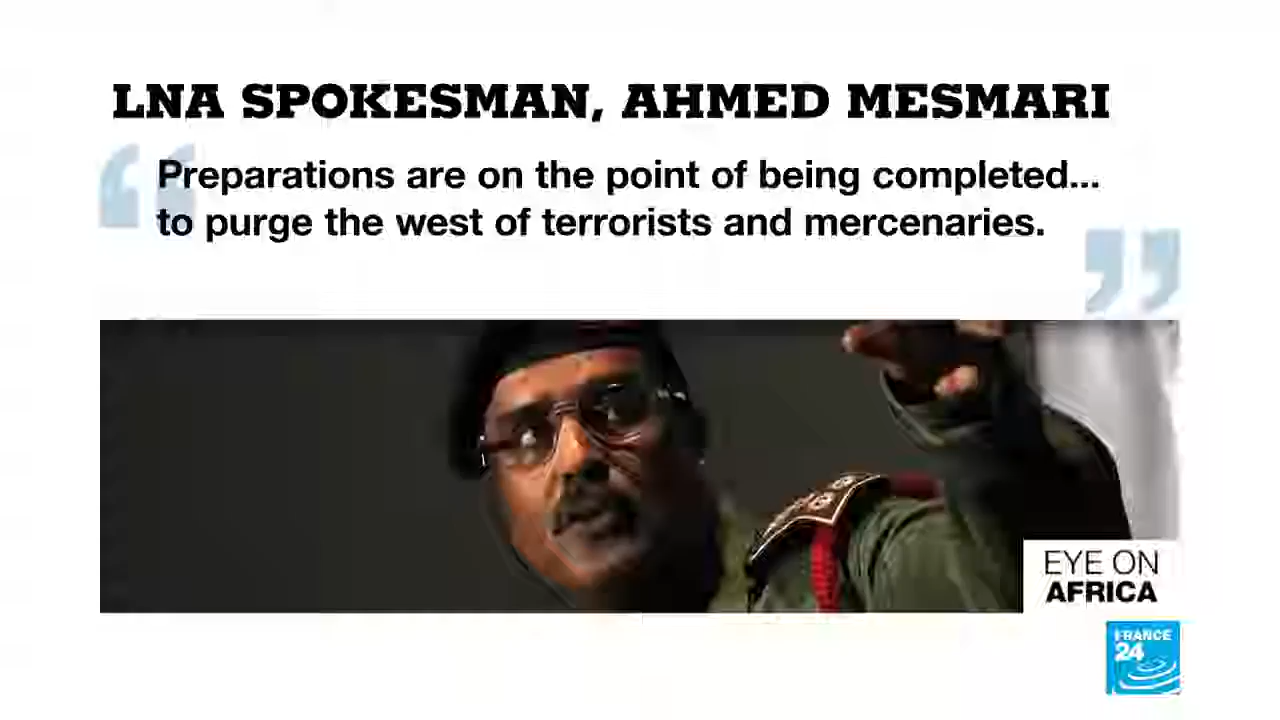 LNA SPOKESMAN, AHMED MESMARI
“Preparations are on the point of being completed...
to purge the west of terrorists and mercenaries.”
EYE ON
AFRICA
FRANCE
24